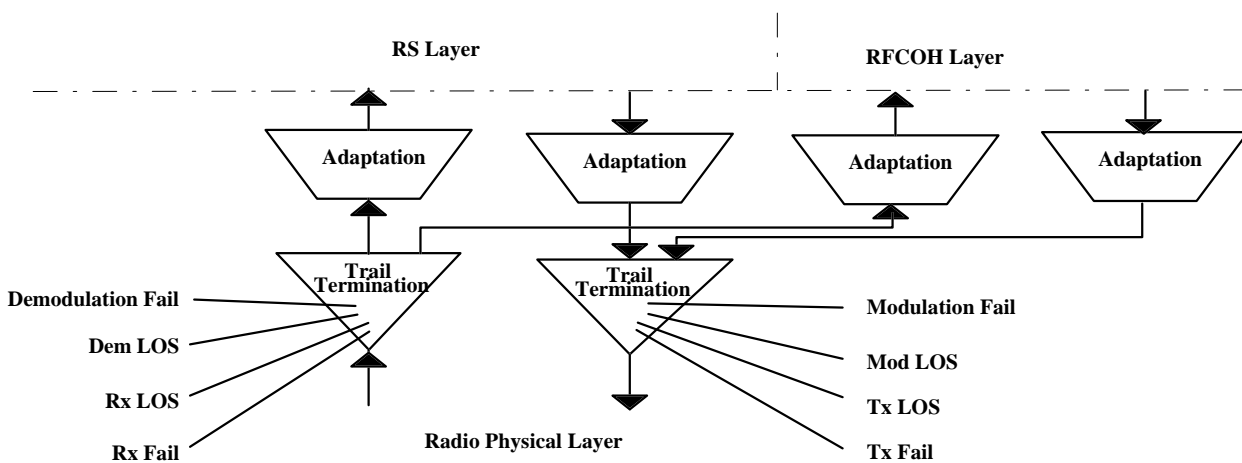 RS Layer
RFCOH Layer
Adaptation
Adaptation
Adaptation
Adaptation
Trail
Termination
Trail
Termination
Demodulation Fail
Dem LOS
Rx LOS
Rx Fail
Modulation Fail
Mod LOS
Tx LOS
Tx Fail
Radio Physical Layer